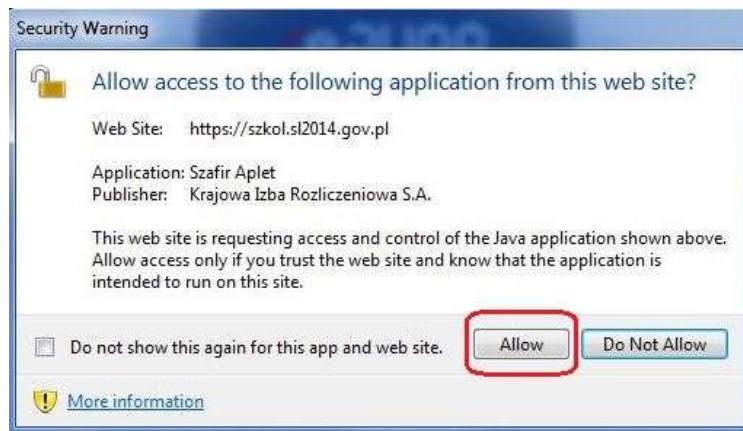 Security Warning
Allow access to the following application from this web site?
Web Site: https://szkol.sl2014.gov.pl
Application: Szafir Aplet
Publisher: Krajowa Izba Rozliczeniowa S.A.
This web site is requesting access and control of the Java application shown above.
Allow access only if you trust the web site and know that the application is
intended to run on this site.
Do not show this again for this app and web site. Allow Do Not Allow
More information